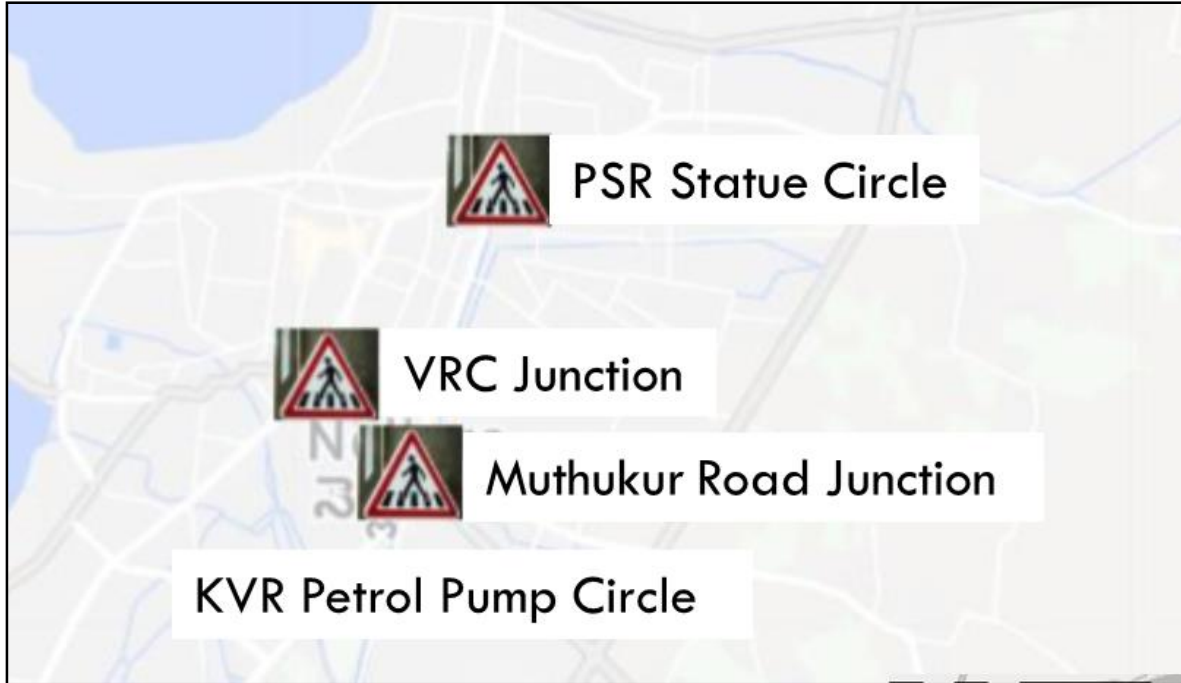 PSR Statue Circle
VRC Junction
Muthukur Road Junction
KVR Petrol Pump Circle